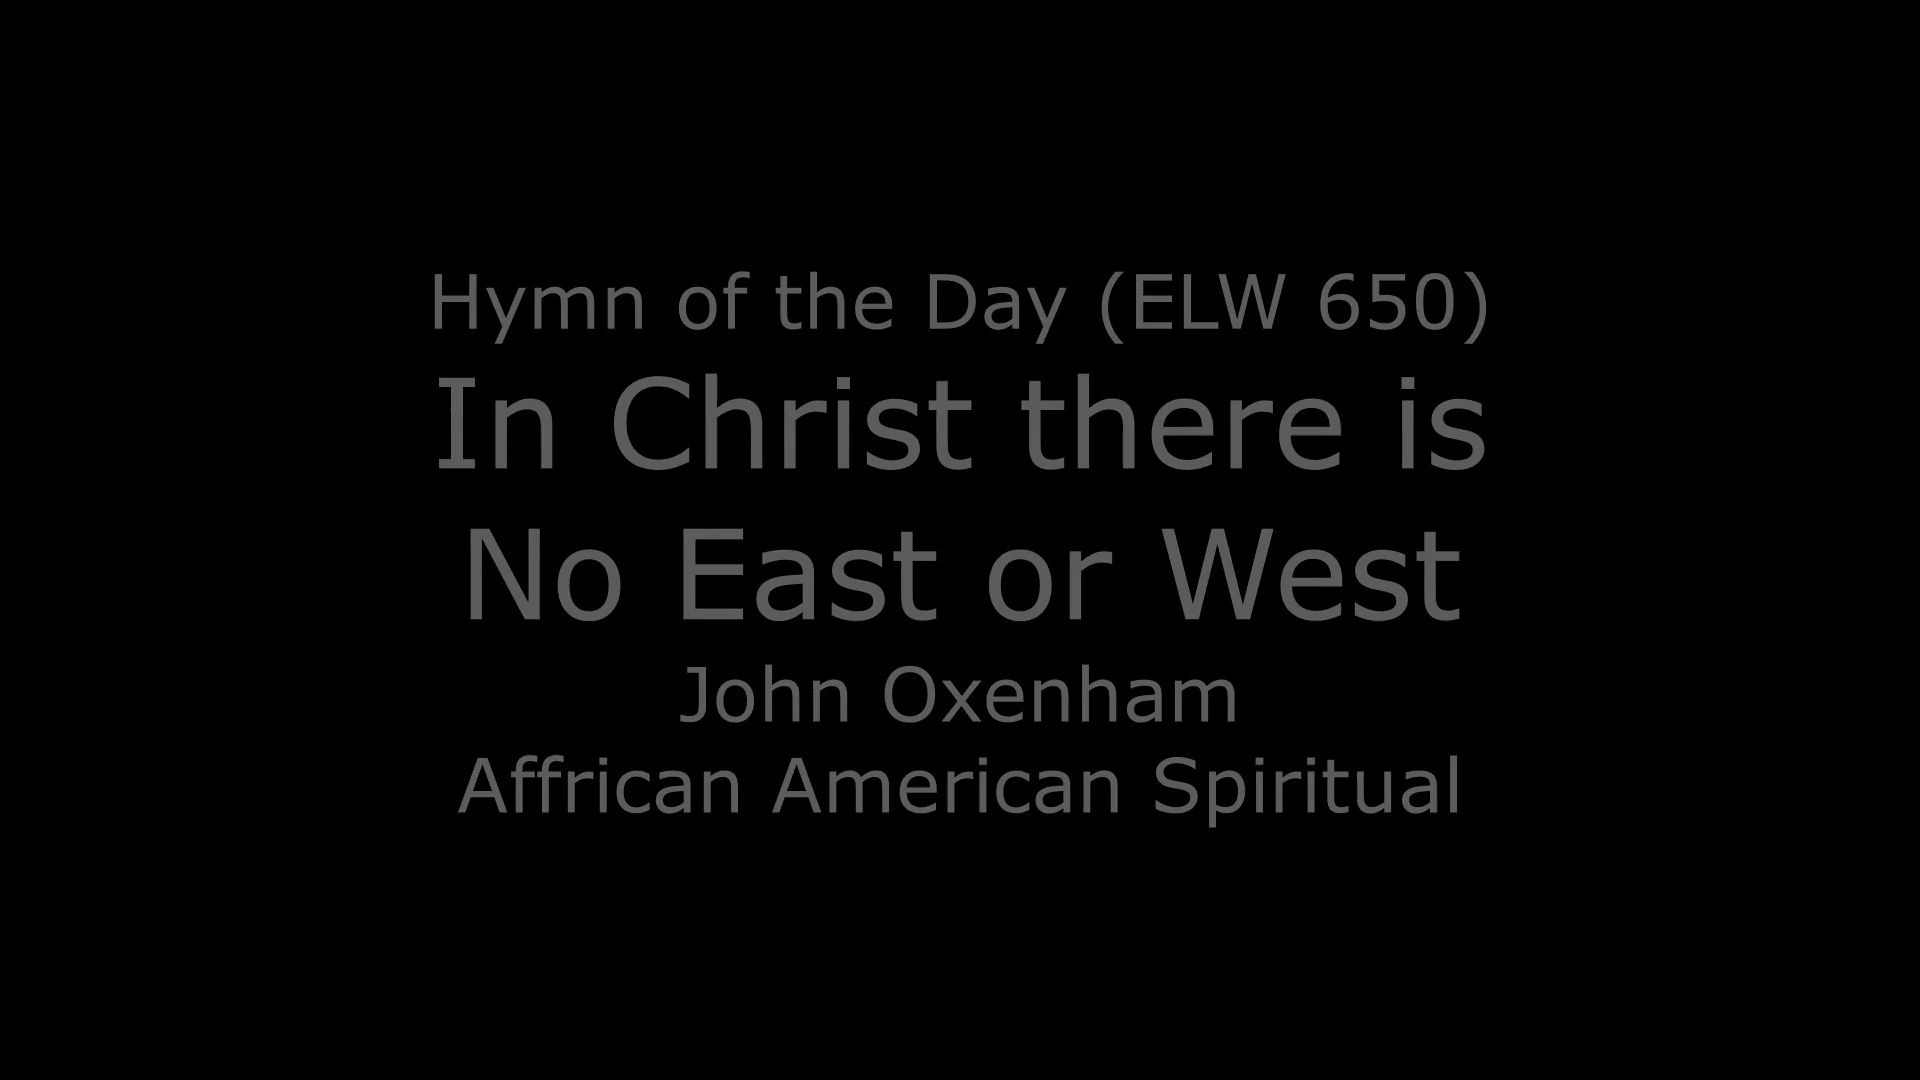 Hymn of the Day (ELW 650)
In Christ there is
No East or West
John Oxenham
Affrican American Spiritual